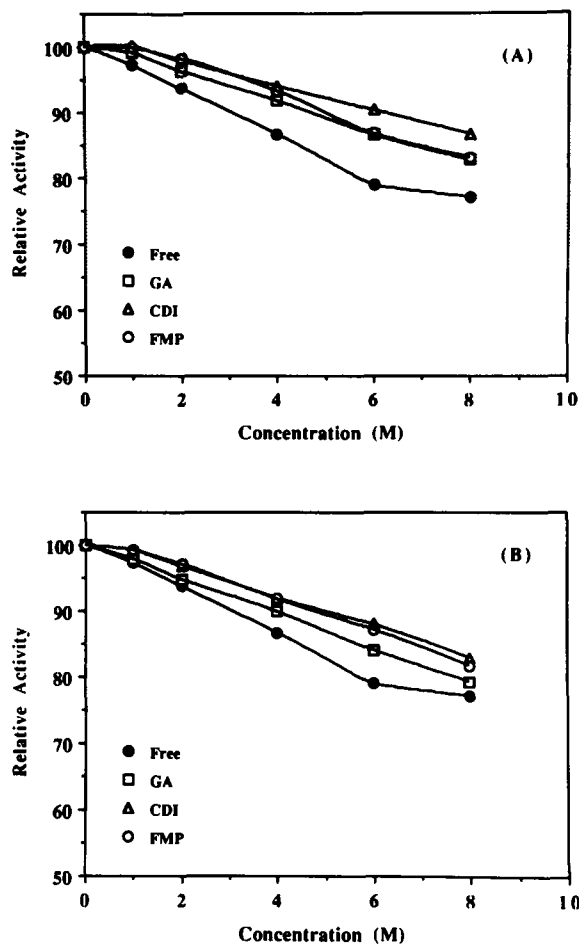 (A)
Relative Activity
100
90
80
70
60
50
Free
GA
CDI
FMP
0 2 4 6 8 10
Concentration (M)
(B)
Relative Activity
100
90
80
70
60
50
Free
GA
CDI
FMP
0 2 4 6 8 10
Concentration (M)